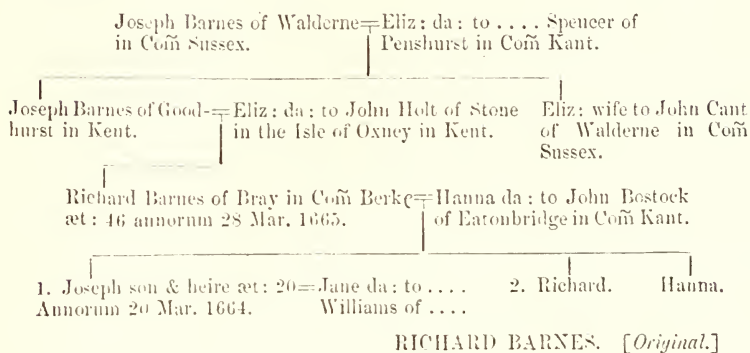 Joseph Barnes of Walderne=Eliz: da: to .... Spencer of
in Com̃ Sussex. Penshurst in Com̃ Kant.
Joseph Barnes of Good-=Eliz: da: to John Holt of Stone Eliz: wife to John Cant
hurst in Kent. in the Isle of Oxney in Kent. of Walderne in Com̃
Sussex.
Richard Barnes of Bray in Com̃ Berkꝭ=Hanna da: to John Bostock
æt: 46 annorum 28 Mar. 1665. of Eatonbridge in Com̃ Kant.
1. Joseph son & heire æt: 20=Jane da: to .... 2. Richard. Hanna.
Annorum 20 Mar. 1664. Williams of ....
RICHARD BARNES. [Original.]